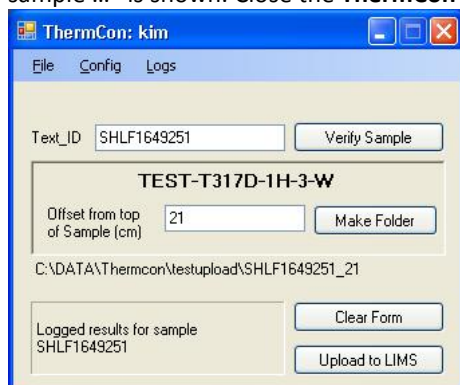 sample ..." is shown. Close the ThermCon
ThermCon: kim
File Config Logs
Text_ID SHLF1649251 Verify Sample
TEST-T317D-1H-3-W
Offset from top
of Sample (cm)
21
Make Folder
C:\DATA\Thermcon\testupload\SHLF1649251_21
Logged results for sample
SHLF1649251
Clear Form
Upload to LIMS